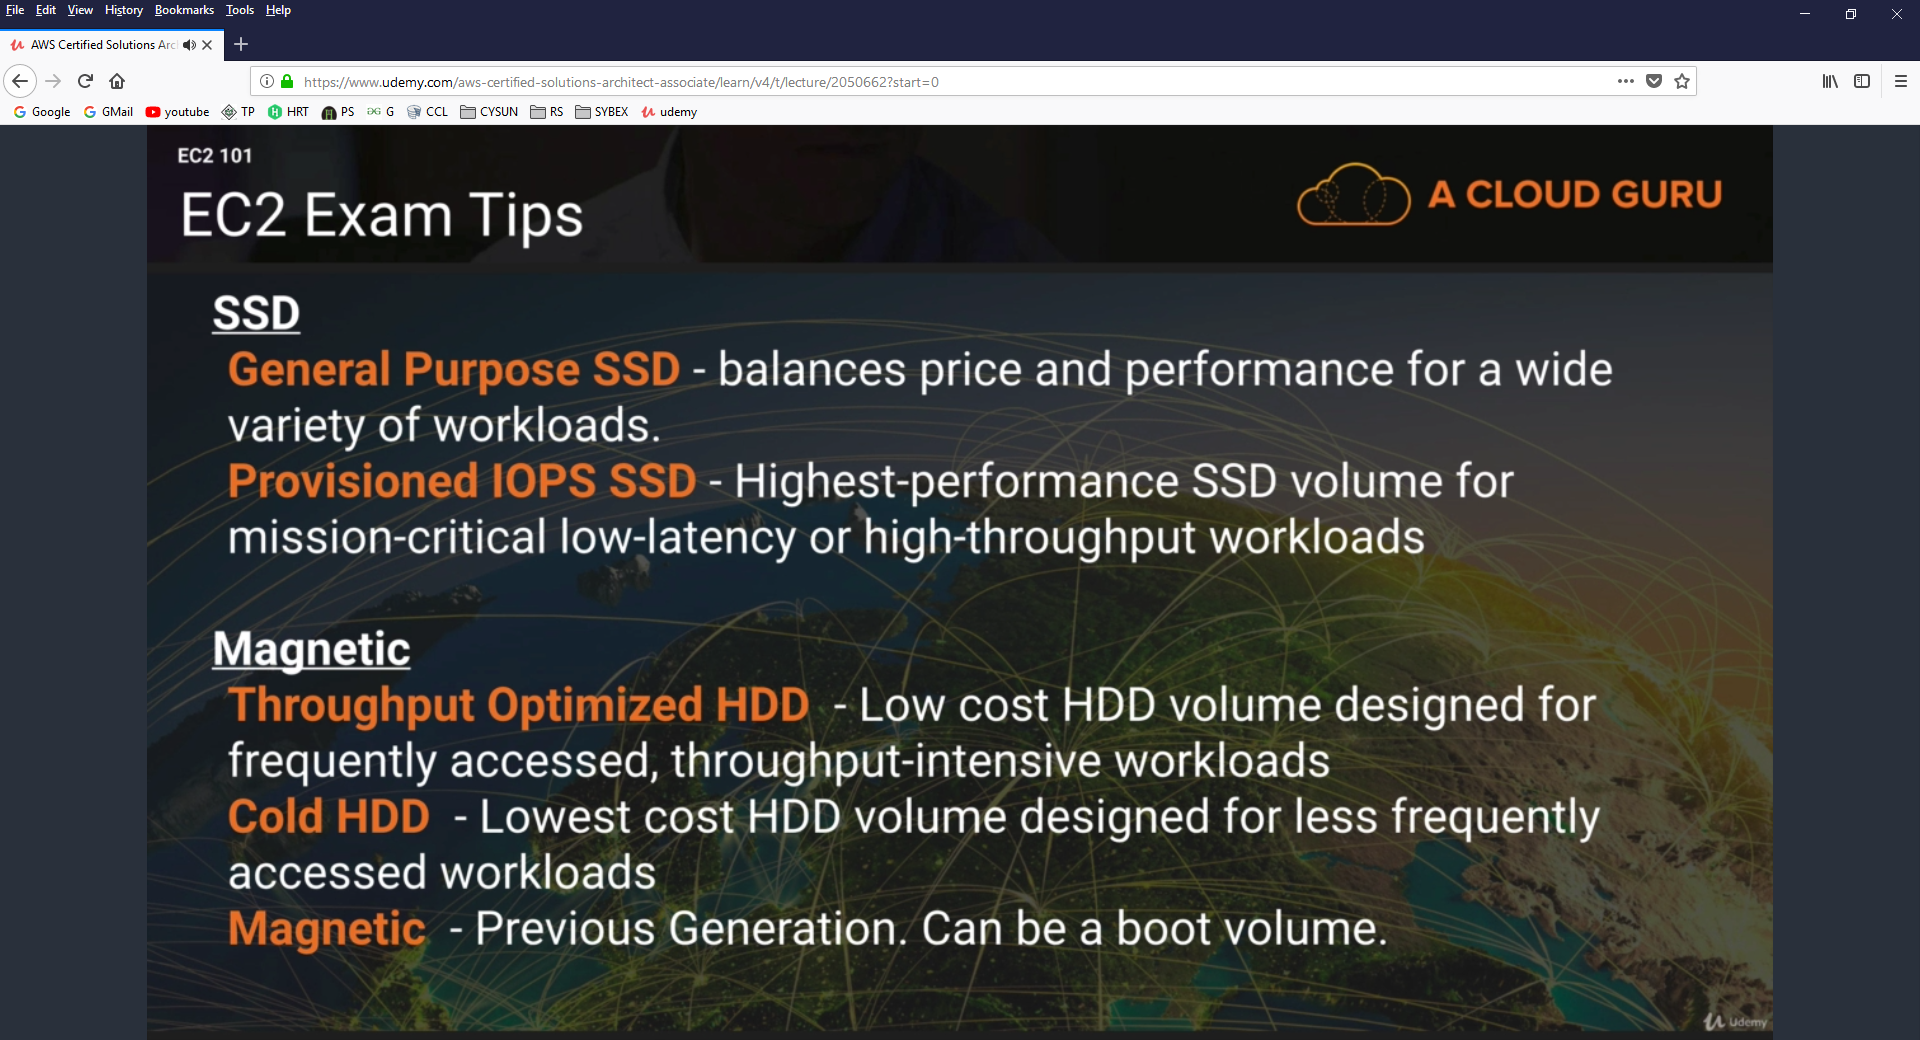 File Edit View History Bookmarks Tools Help
AWS Certified Solutions Arc
https://www.udemy.com/aws-certified-solutions-architect-associate/learn/v4/t/lecture/2050662?start=0
Google GMail youtube TP HRT PS G CCL CYSUN RS SYBEX udemy
EC2 101
EC2 Exam Tips
A CLOUD GURU
SSD
General Purpose SSD - balances price and performance for a wide
variety of workloads.
Provisioned IOPS SSD - Highest-performance SSD volume for
mission-critical low-latency or high-throughput workloads
Magnetic
Throughput Optimized HDD - Low cost HDD volume designed for
frequently accessed, throughput-intensive workloads
Cold HDD - Lowest cost HDD volume designed for less frequently
accessed workloads
Magnetic - Previous Generation. Can be a boot volume.
Udemy